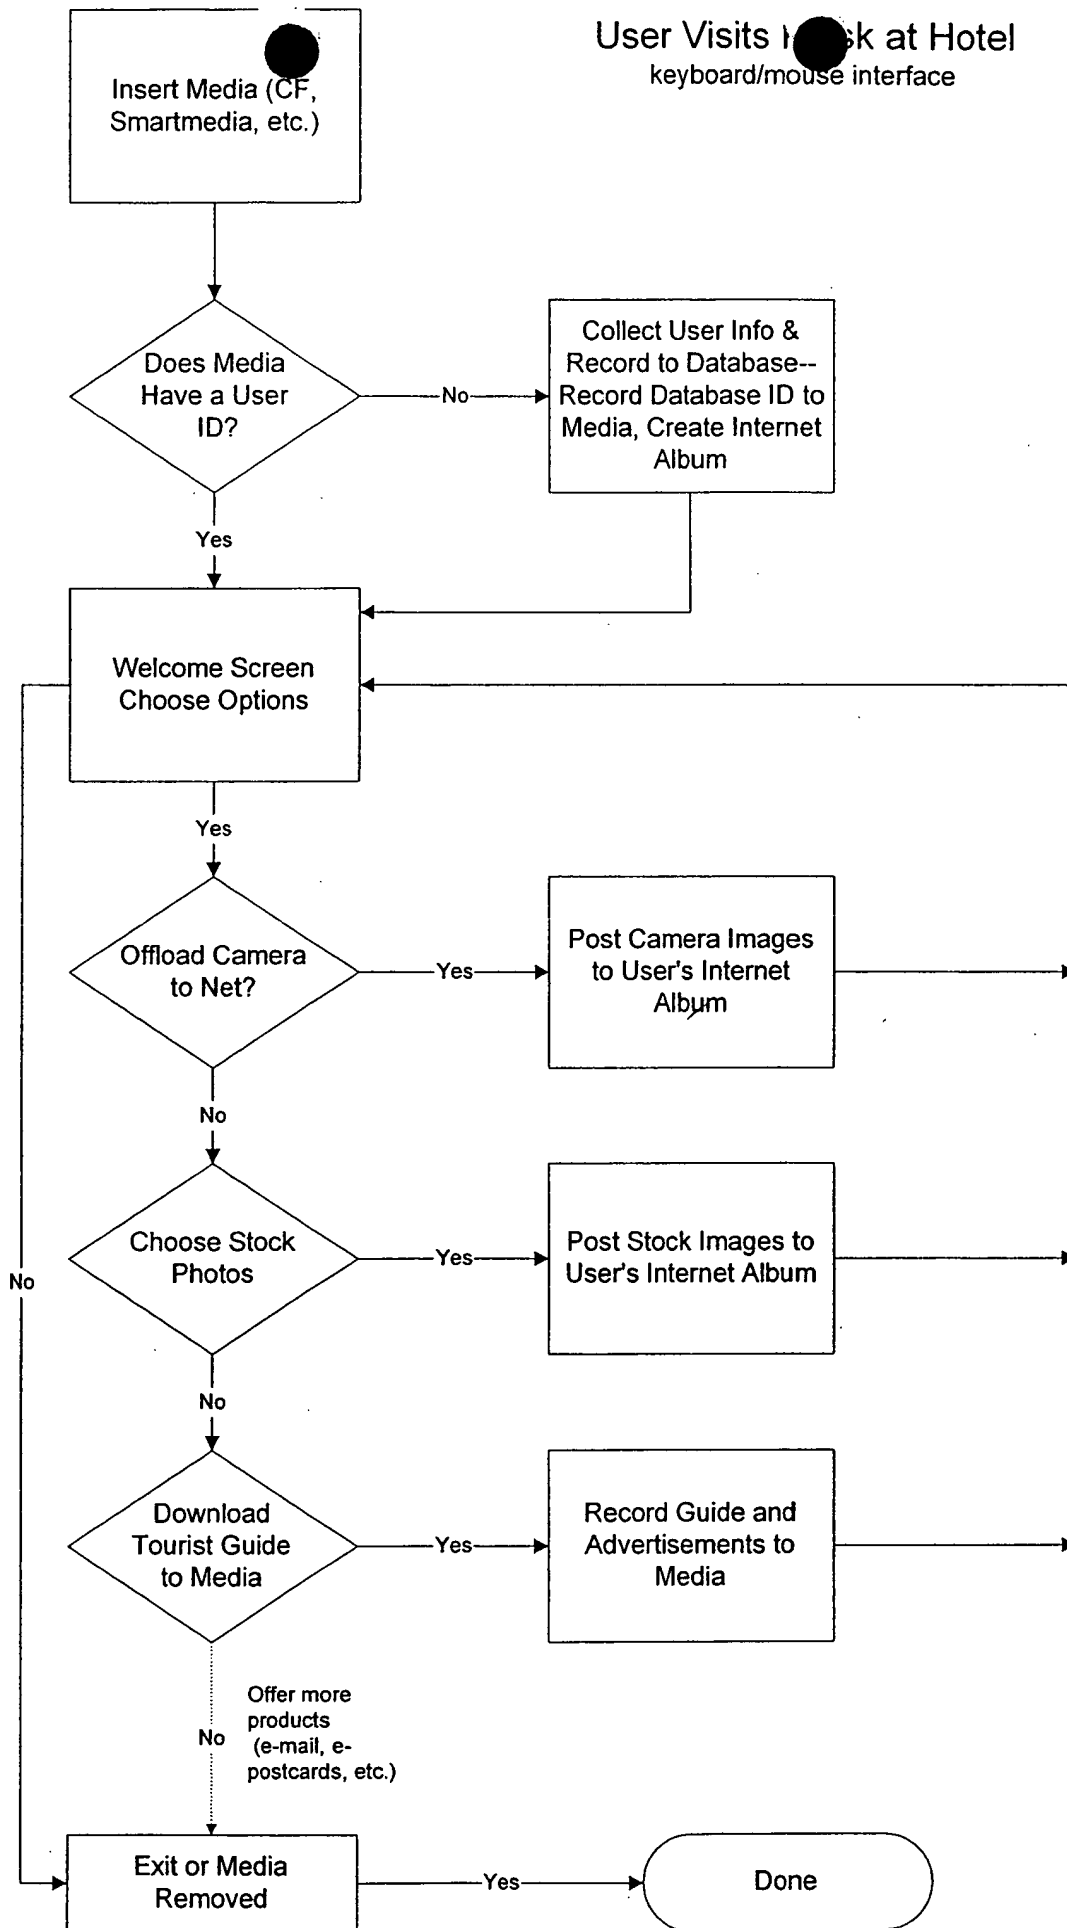 User Visits at Hotel
keyboard/mouse interface
Insert Media (CF,
Smartmedia, etc.)
Does Media
Have a User
ID?
No
Collect User Info &
Record to Database--
Record Database ID to
Media, Create Internet
Album
Yes
Welcome Screen
Choose Options
Yes
Offload Camera
to Net?
Yes
Post Camera Images
to User's Internet
Album
No
Choose Stock
Photos
Yes
Post Stock Images to
User's Internet Album
No
No
Download
Tourist Guide
to Media
Yes
Record Guide and
Advertisements to
Media
No
Offer more
products
(e-mail, e-
postcards, etc.)
Exit or Media
Removed
Yes
Done